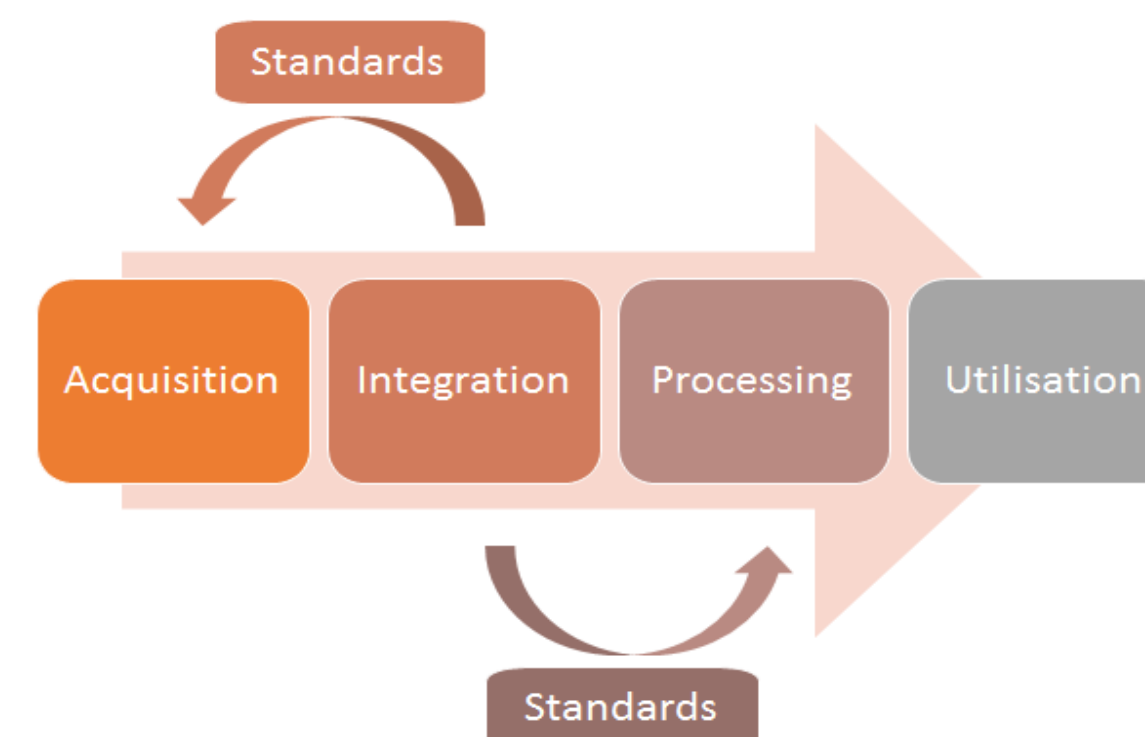 Standards
Acquisition
Integration
Processing
Utilisation
Standards